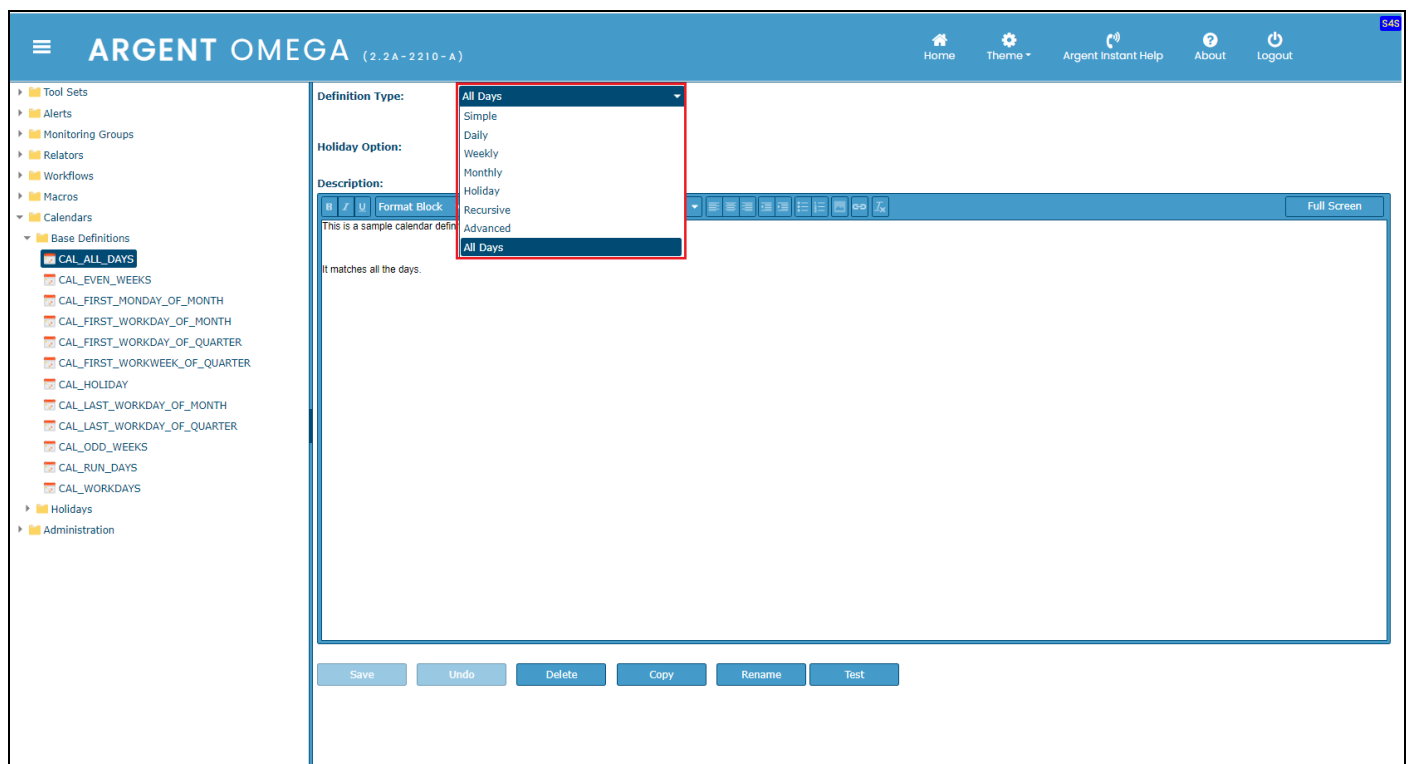 S4S
ARGENT OMEGA (2.2A-2210-A)
Home
Theme
Argent Instant Help
About
Logout
Tool Sets
Alerts
Monitoring Groups
Relators
Workflows
Macros
Calendars
Base Definitions
CAL_ALL_DAYS
CAL_EVEN_WEEKS
CAL_FIRST_MONDAY_OF_MONTH
CAL_FIRST_WORKDAY_OF_MONTH
CAL_FIRST_WORKDAY_OF_QUARTER
CAL_FIRST_WORKWEEK_OF_QUARTER
CAL_HOLIDAY
CAL_LAST_WORKDAY_OF_MONTH
CAL_LAST_WORKDAY_OF_QUARTER
CAL_ODD_WEEKS
CAL_RUN_DAYS
CAL_WORKDAYS
Holidays
Administration
Definition Type:
All Days
Simple
Daily
Weekly
Monthly
Holiday
Recursive
Advanced
All Days
Holiday Option:
Description:
B I U Format Block
Full Screen
This is a sample calendar defin
It matches all the days.
Save
Undo
Delete
Copy
Rename
Test